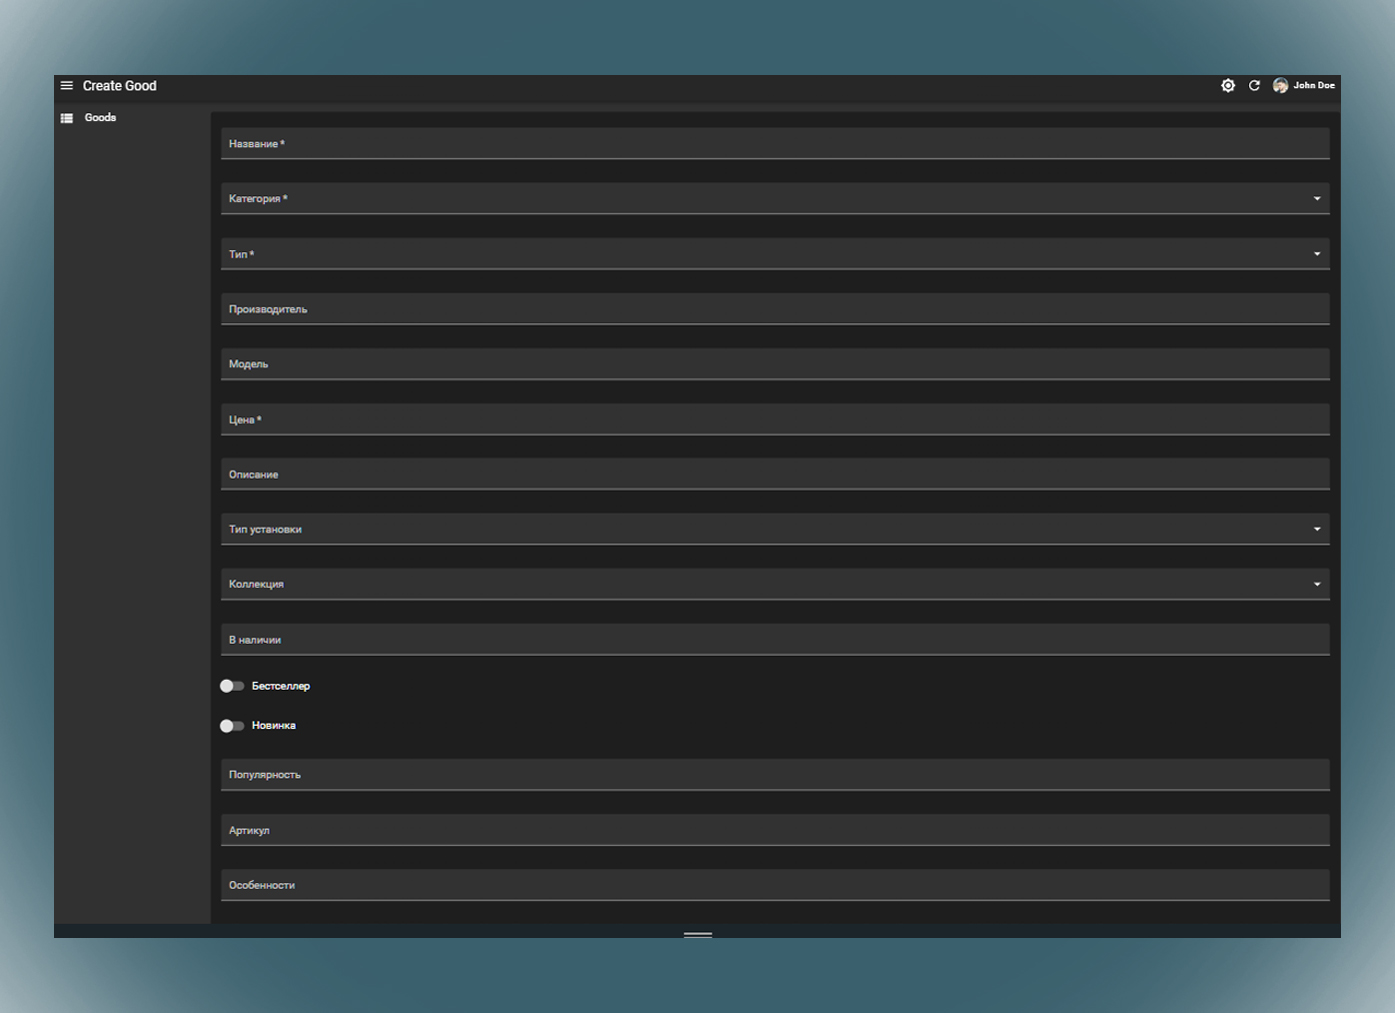 Create Good
John Doe
Goods
Название *
Категория *
Тип *
Производитель
Модель
Цена *
Описание
Тип установки
Коллекция
В наличии
Бестселлер
Новинка
Популярность
Артикул
Особенности